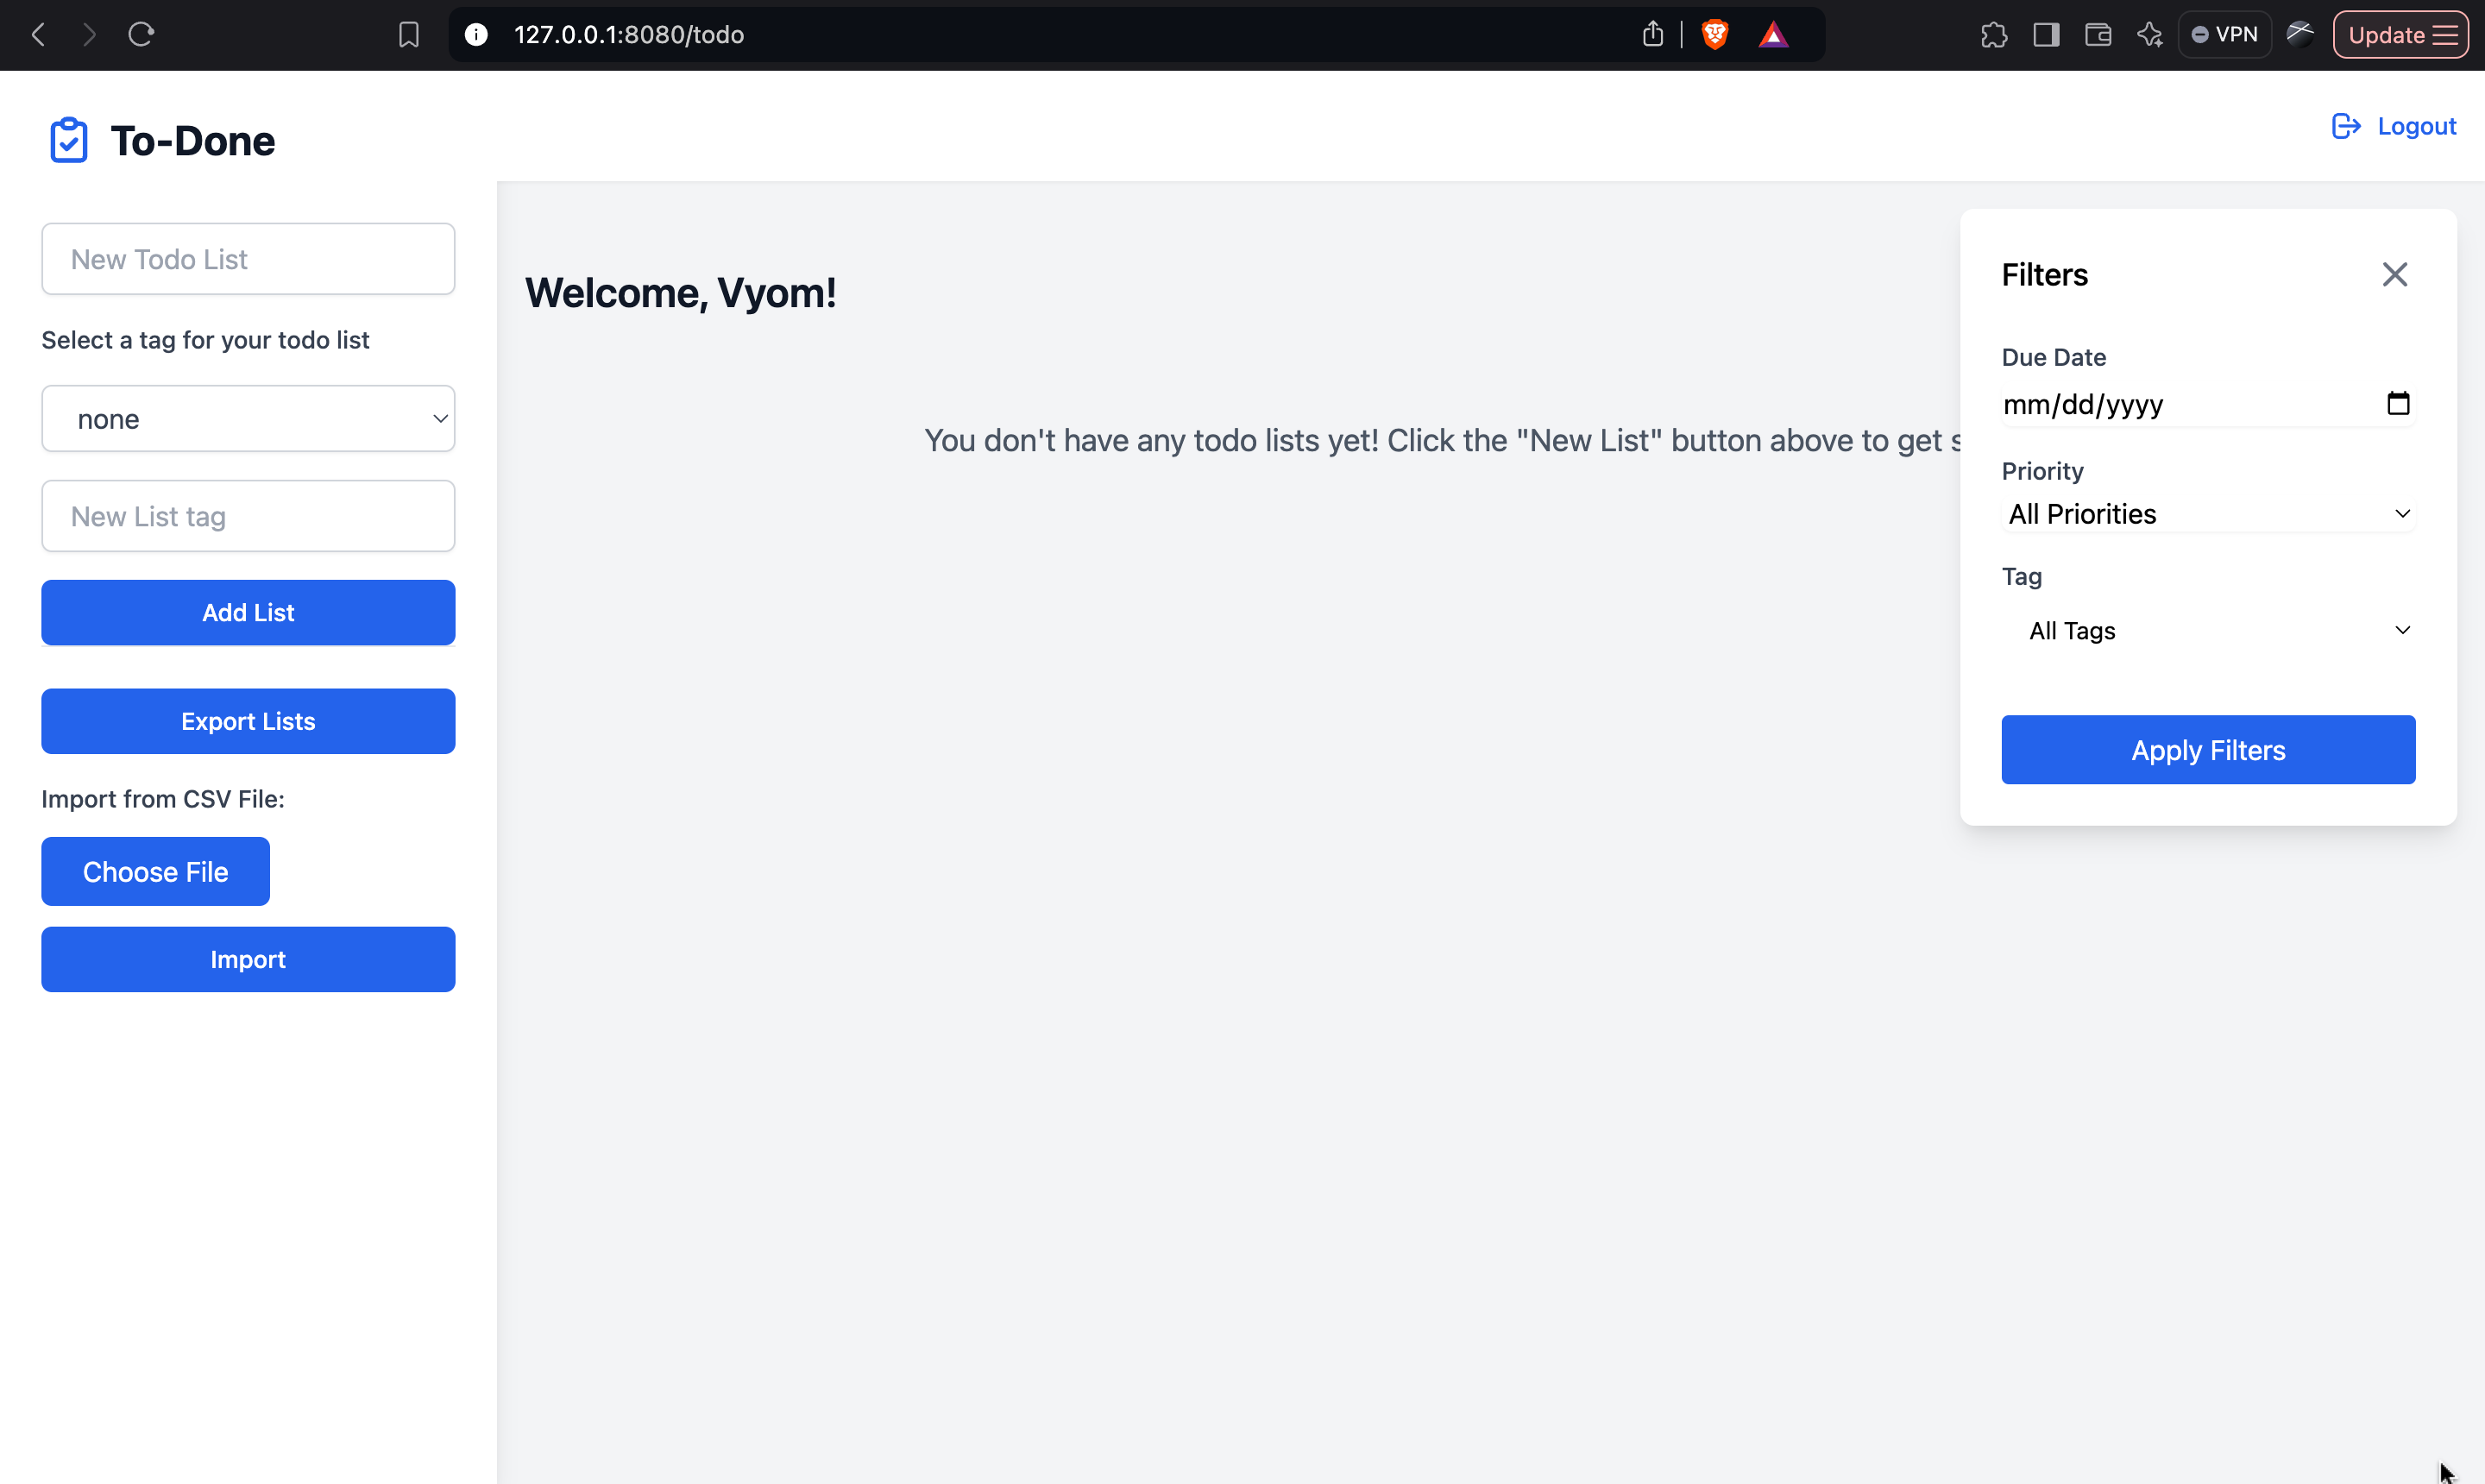 127.0.0.1:8080/todo
VPN
Update
To-Done
Logout
New Todo List
Select a tag for your todo list
none
New List tag
Add List
Export Lists
Import from CSV File:
Choose File
Import
Welcome, Vyom!
You don't have any todo lists yet! Click the "New List" button above to get
Filters
Due Date
mm/dd/yyyy
Priority
All Priorities
Tag
All Tags
Apply Filters